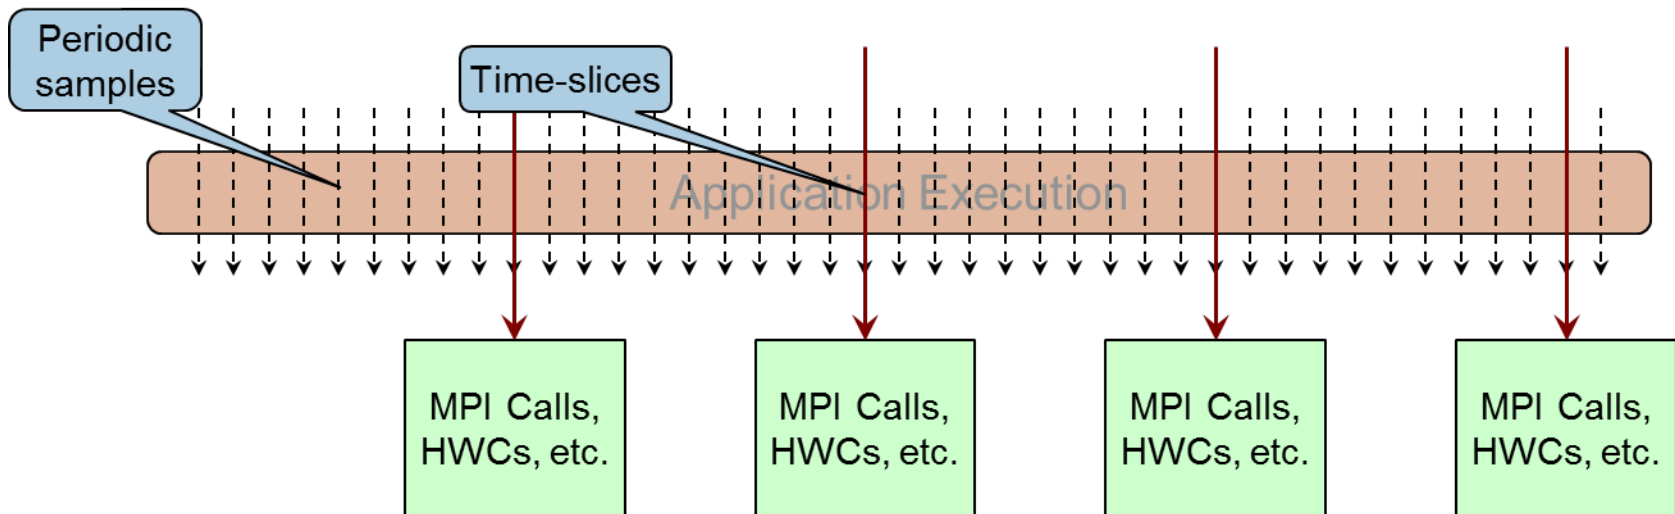 Periodic
samples
Time-slices
Application Execution
MPI Calls,
HWCs, etc.
MPI Calls,
HWCs, etc.
MPI Calls,
HWCs, etc.
MPI Calls,
HWCs, etc.